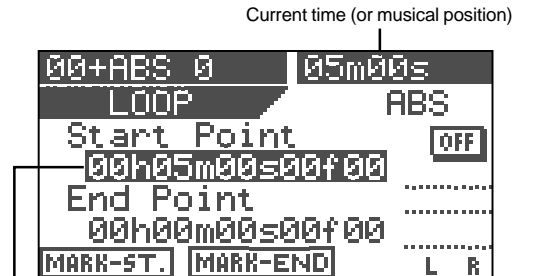 Current time (or musical position)
00+ABS 0 05m00s
LOOP ABS
Start Point OFF
00h05m00s00f00
End Point
00h00m00s00f00
MARK-ST. MARK-END L R